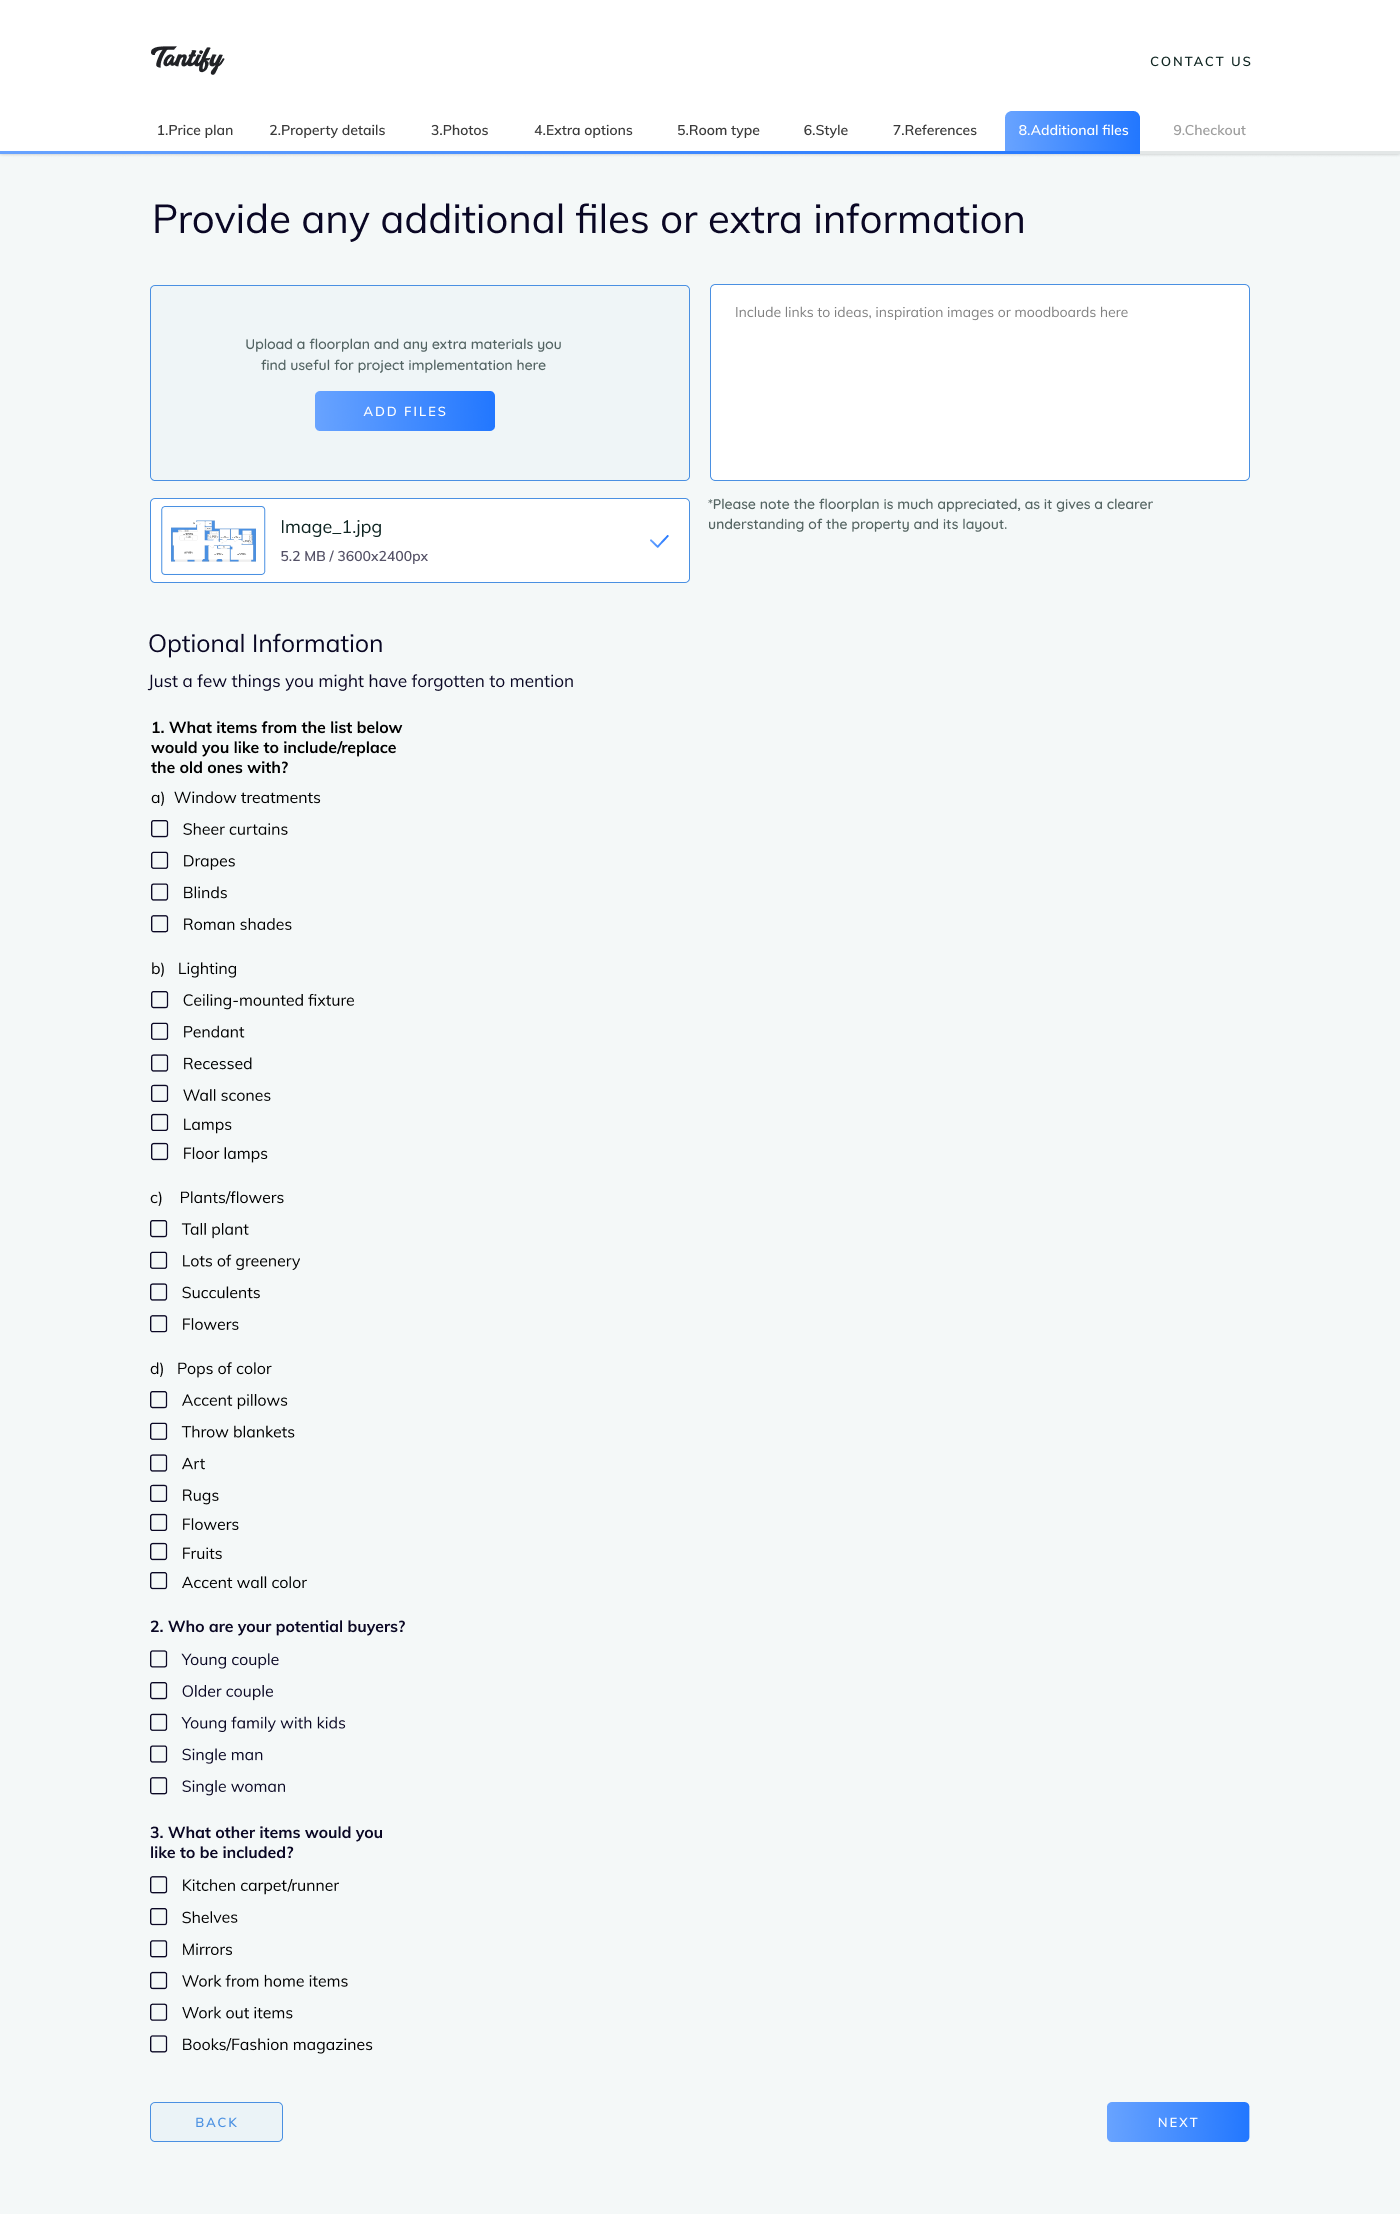 Tantify
CONTACT US
1.Price plan
2.Property details
3.Photos
4.Extra options
5.Room type
6.Style
7.References
8.Additional files
9.Checkout
Provide any additional files or extra information
Upload a floorplan and any extra materials you
find useful for project implementation here
ADD FILES
Include links to ideas, inspiration images or moodboards here
Image_1.jpg
5.2 MB / 3600x2400px
*Please note the floorplan is much appreciated, as it gives a clearer
understanding of the property and its layout.
Optional Information
Just a few things you might have forgotten to mention
1. What items from the list below
would you like to include/replace
the old ones with?
a) Window treatments
Sheer curtains
Drapes
Blinds
Roman shades
b) Lighting
Ceiling-mounted fixture
Pendant
Recessed
Wall scones
Lamps
Floor lamps
c) Plants/flowers
Tall plant
Lots of greenery
Succulents
Flowers
d) Pops of color
Accent pillows
Throw blankets
Art
Rugs
Flowers
Fruits
Accent wall color
2. Who are your potential buyers?
Young couple
Older couple
Young family with kids
Single man
Single woman
3. What other items would you
like to be included?
Kitchen carpet/runner
Shelves
Mirrors
Work from home items
Work out items
Books/Fashion magazines
BACK
NEXT